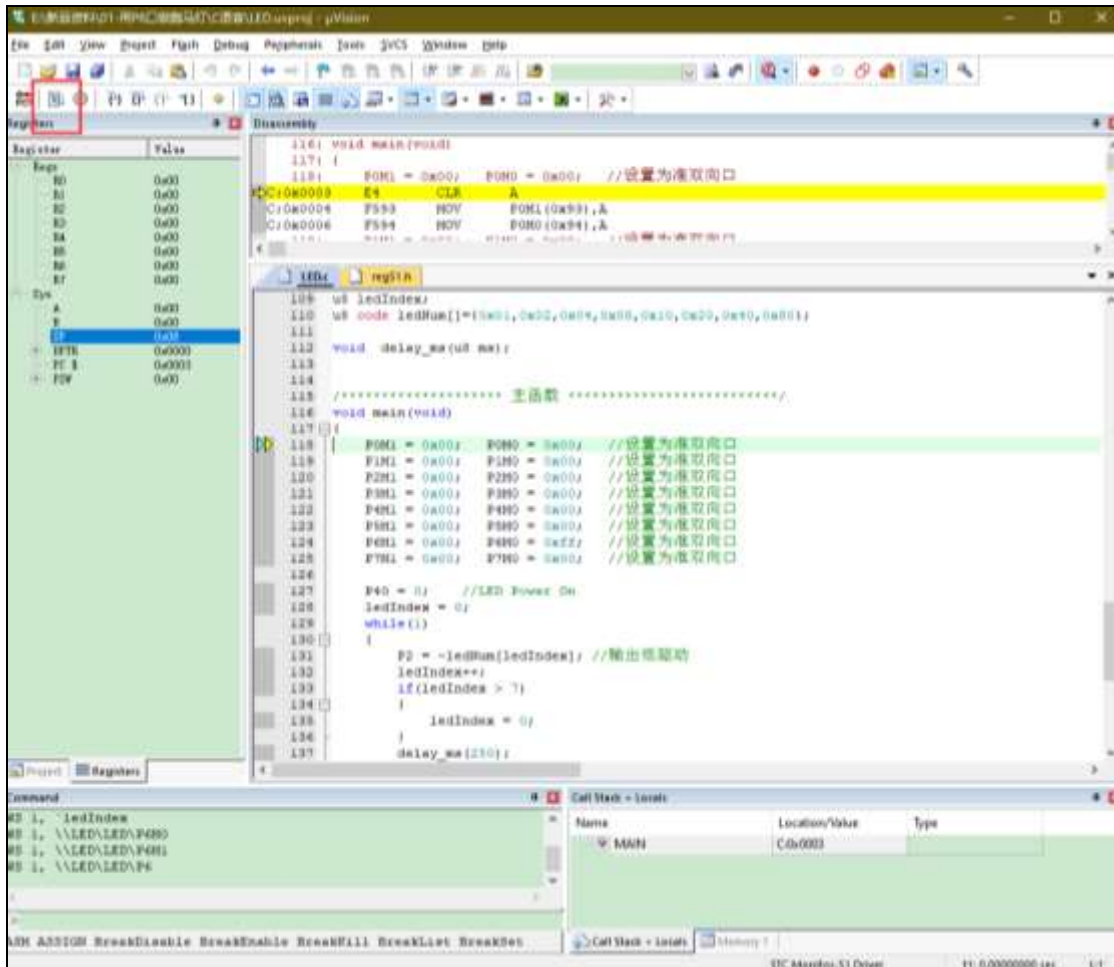 File Edit View Project Flash Debug Peripherals Tools SVCS Window Help
Registers
Register Value
Regs
R0 0x00
R1 0x00
R2 0x00
R3 0x00
R4 0x00
R5 0x00
R6 0x00
R7 0x00
Sys
A 0x00
B 0x00
SP
DPTR 0x0000
PC $ 0x0003
PSW 0x00
Project Registers
Disassembly
116: void main(void)
117: {
118: P0M1 = 0x00; P0M0 = 0x00; //设置为准双向口
C:0x0003 E4 CLR A
C:0x0004 F593 MOV P0M1(0x93),A
C:0x0006 F594 MOV P0M0(0x94),A
LED.c reg51.h
109 u8 ledIndex;
110 u8 code ledNum[]={0x01,0x02,0x04,0x08,0x10,0x20,0x40,0x80};
111
112 void delay_ms(u8 ms);
113
114
115 /******************** 主函数 **************************/
116 void main(void)
117 {
118 P0M1 = 0x00; P0M0 = 0x00; //设置为准双向口
119 P1M1 = 0x00; P1M0 = 0x00; //设置为准双向口
120 P2M1 = 0x00; P2M0 = 0x00; //设置为准双向口
121 P3M1 = 0x00; P3M0 = 0x00; //设置为准双向口
122 P4M1 = 0x00; P4M0 = 0x00; //设置为准双向口
123 P5M1 = 0x00; P5M0 = 0x00; //设置为准双向口
124 P6M1 = 0x00; P6M0 = 0xff; //设置为准双向口
125 P7M1 = 0x00; P7M0 = 0x00; //设置为准双向口
126
127 P40 = 0; //LED Power On
128 ledIndex = 0;
129 while(1)
130 {
131 P2 = ~ledNum[ledIndex]; //输出低驱动
132 ledIndex++;
133 if(ledIndex > 7)
134 {
135 ledIndex = 0;
136 }
137 delay_ms(250);
Command
WS 1, `ledIndex
WS 1, \\LED\LED\P6M0
WS 1, \\LED\LED\P6M1
WS 1, \\LED\LED\P6
>
ASM ASSIGN BreakDisable BreakEnable BreakKill BreakList BreakSet
Call Stack + Locals
Name Location/Value Type
MAIN C:0x0003
Call Stack + Locals Memory 1
STC Monitor-51 Driver t1: 0.00000000 sec